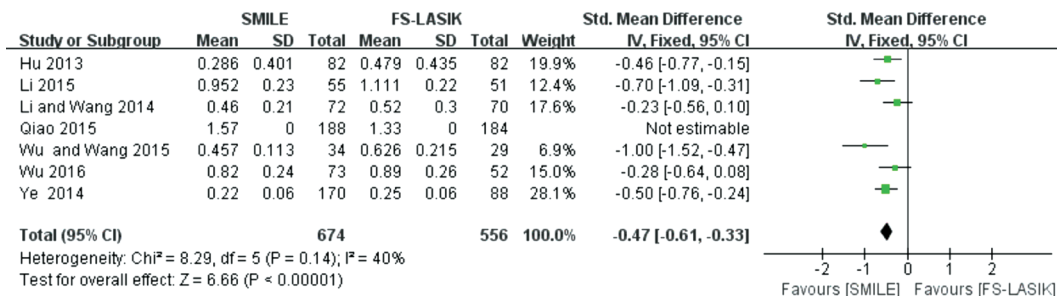 SMILE FS-LASIK Std. Mean Difference Std. Mean Difference
Study or Subgroup Mean SD Total Mean SD Total Weight IV, Fixed, 95% CI IV, Fixed, 95% CI
Hu 2013 0.286 0.401 82 0.479 0.435 82 19.9% -0.46 [-0.77, -0.15]
Li 2015 0.952 0.23 55 1.111 0.22 51 12.4% -0.70 [-1.09, -0.31]
Li and Wang 2014 0.46 0.21 72 0.52 0.3 70 17.6% -0.23 [-0.56, 0.10]
Qiao 2015 1.57 0 188 1.33 0 184 Not estimable
Wu and Wang 2015 0.457 0.113 34 0.626 0.215 29 6.9% -1.00 [-1.52, -0.47]
Wu 2016 0.82 0.24 73 0.89 0.26 52 15.0% -0.28 [-0.64, 0.08]
Ye 2014 0.22 0.06 170 0.25 0.06 88 28.1% -0.50 [-0.76, -0.24]
Total (95% CI) 674 556 100.0% -0.47 [-0.61, -0.33]
Heterogeneity: Chi² = 8.29, df = 5 (P = 0.14); I² = 40%
Test for overall effect: Z = 6.66 (P < 0.00001)
-2 -1 0 1 2
Favours [SMILE] Favours [FS-LASIK]